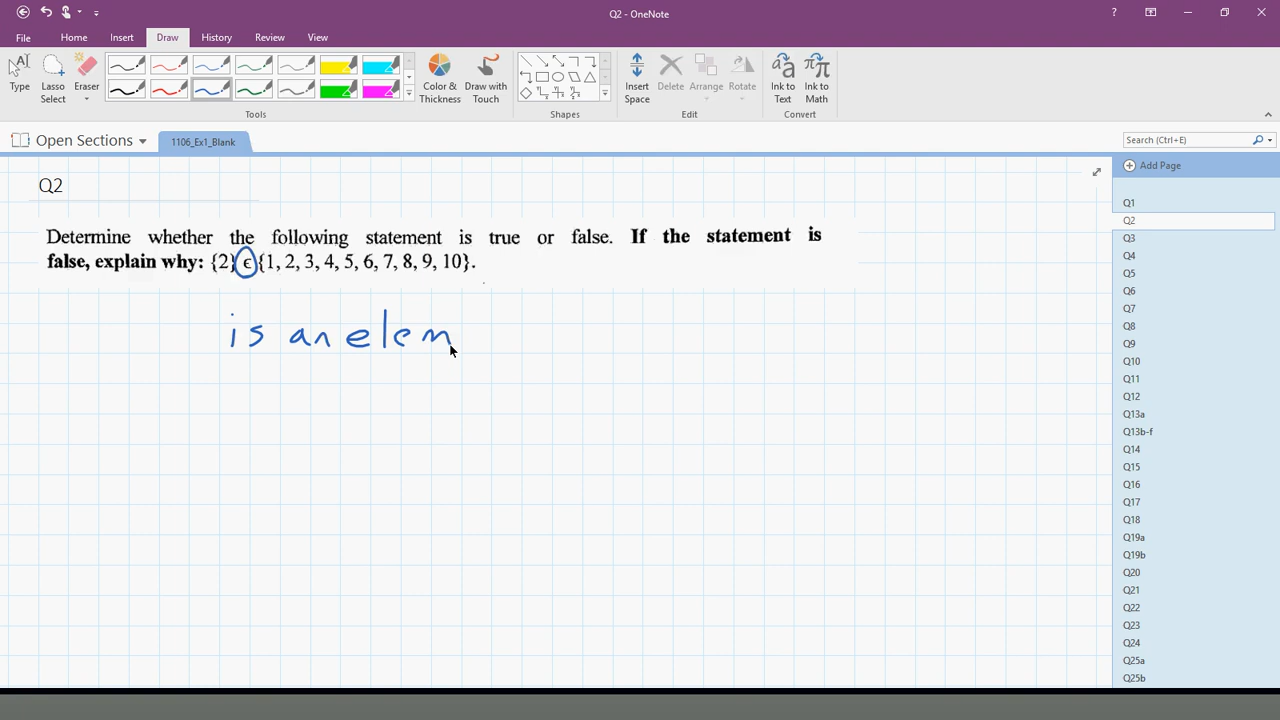 Q2 - OneNote
File Home Insert Draw History Review View
Type Lasso Select Eraser Color & Thickness Draw with Touch Insert Space Delete Arrange Rotate Ink to Text Ink to Math
Tools Shapes Edit Convert
Open Sections 1106_Ex1_Blank Search (Ctrl+E)
Add Page
Q2
Determine whether the following statement is true or false. If the statement is
false, explain why: {2} ϵ {1, 2, 3, 4, 5, 6, 7, 8, 9, 10}.
is an elem
Q1
Q2
Q3
Q4
Q5
Q6
Q7
Q8
Q9
Q10
Q11
Q12
Q13a
Q13b-f
Q14
Q15
Q16
Q17
Q18
Q19a
Q19b
Q20
Q21
Q22
Q23
Q24
Q25a
Q25b